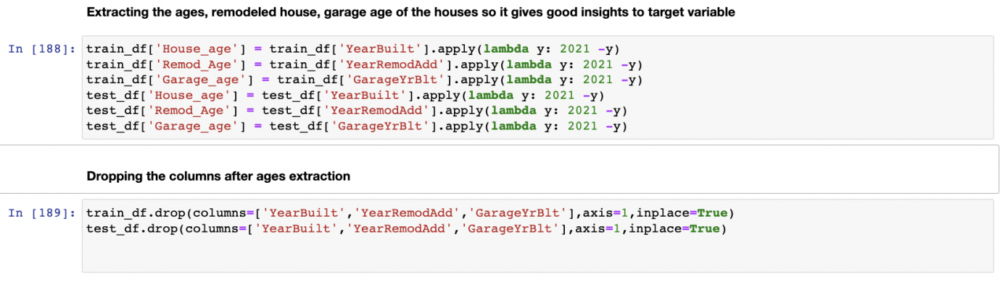 Extracting the ages, remodeled house, garage age of the houses so it gives good insights to target variable
In [188]: train_df['House_age'] = train_df['YearBuilt'].apply(lambda y: 2021 -y)
train_df['Remod_Age'] = train_df['YearRemodAdd'].apply(lambda y: 2021 -y)
train_df['Garage_age'] = train_df['GarageYrBlt'].apply(lambda y: 2021 -y)
test_df['House_age'] = test_df['YearBuilt'].apply(lambda y: 2021 -y)
test_df['Remod_Age'] = test_df['YearRemodAdd'].apply(lambda y: 2021 -y)
test_df['Garage_age'] = test_df['GarageYrBlt'].apply(lambda y: 2021 -y)
Dropping the columns after ages extraction
In [189]: train_df.drop(columns=['YearBuilt','YearRemodAdd','GarageYrBlt'],axis=1,inplace=True)
test_df.drop(columns=['YearBuilt','YearRemodAdd','GarageYrBlt'],axis=1,inplace=True)